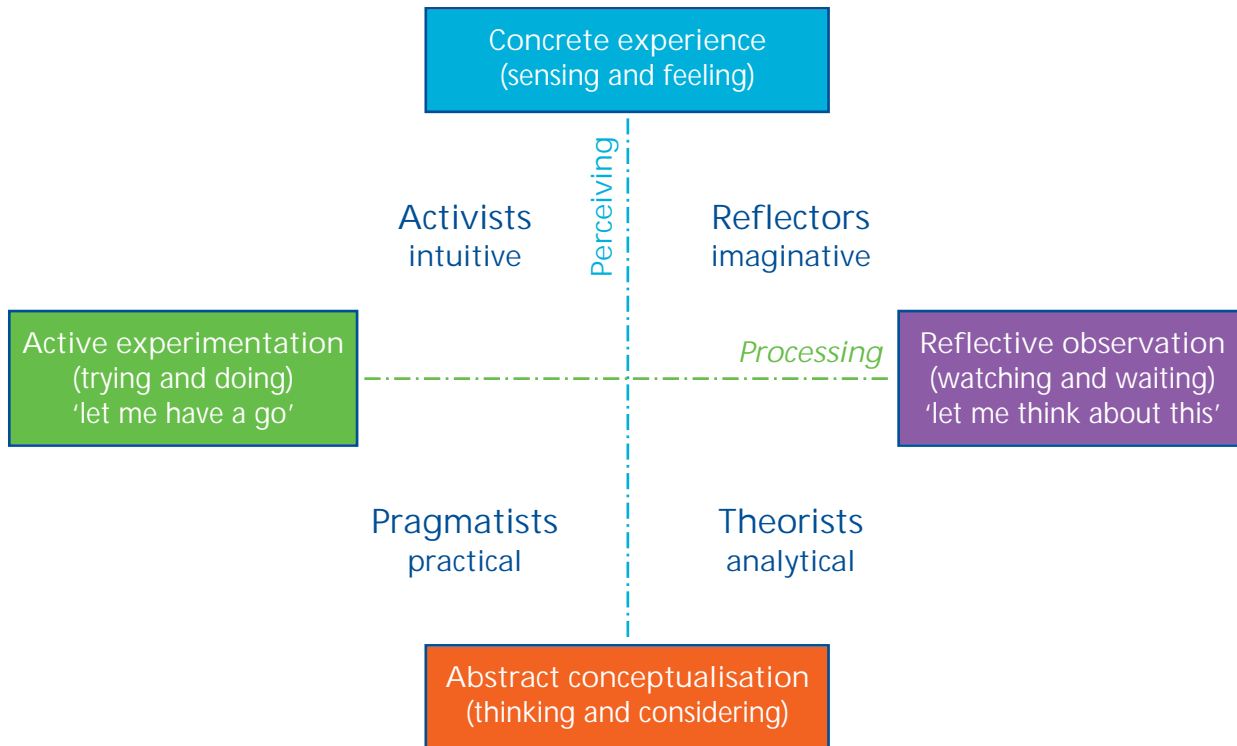 Concrete experience
(sensing and feeling)
Perceiving
Activists
intuitive
Reflectors
imaginative
Active experimentation
(trying and doing)
‘let me have a go’
Processing
Reflective observation
(watching and waiting)
‘let me think about this’
Pragmatists
practical
Theorists
analytical
Abstract conceptualisation
(thinking and considering)